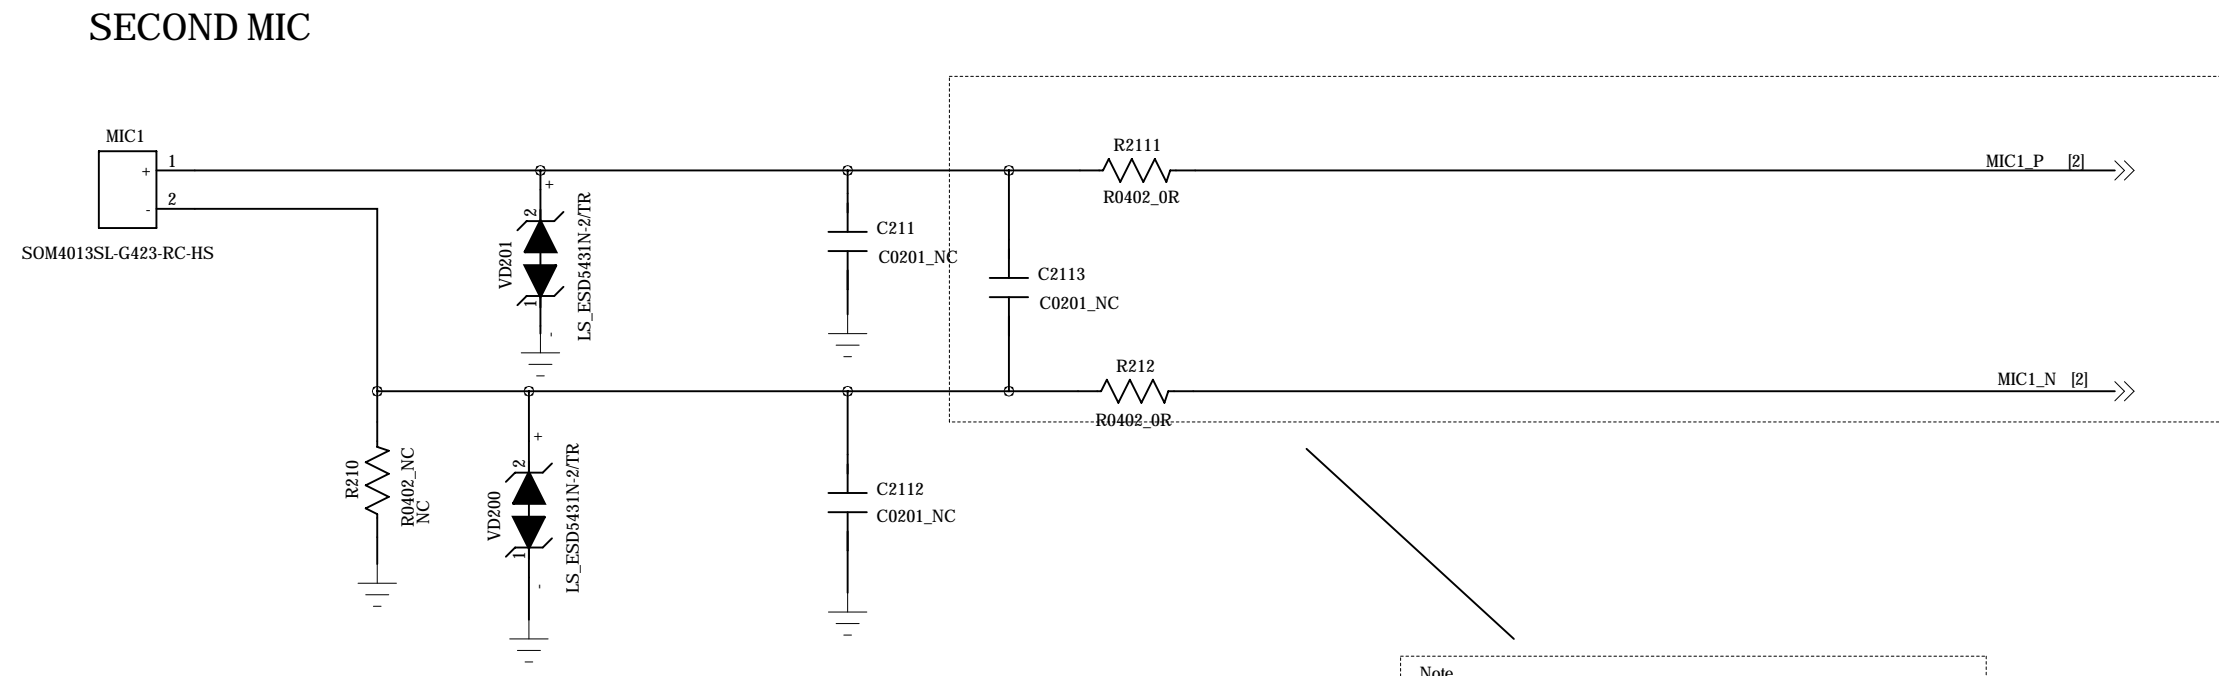 SECOND MIC
MIC1
+ 1
- 2
SOM4013SL-G423-RC-HS
+
2
VD201
1
-
LS_ESD5431N-2/TR
C211
C0201_NC
C2113
C0201_NC
R2111
R0402_0R
MIC1_P [2]
R212
R0402_0R
MIC1_N [2]
R210
R0402_NC
NC
+
2
VD200
1
-
LS_ESD5431N-2/TR
C2112
C0201_NC
Note